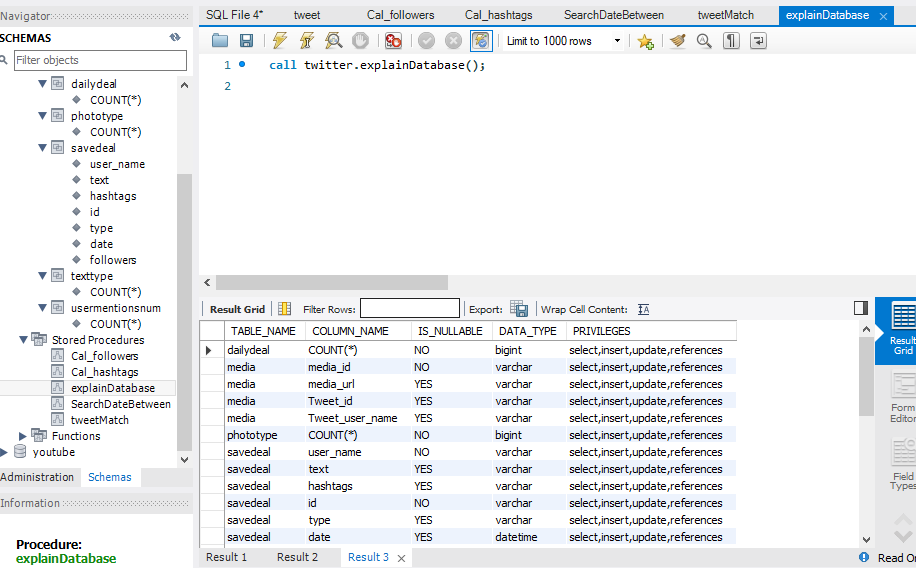 Navigator
SCHEMAS
Filter objects
dailydeal
COUNT(*)
phototype
COUNT(*)
savedeal
user_name
text
hashtags
id
type
date
followers
texttype
COUNT(*)
usermentionsnum
COUNT(*)
Stored Procedures
Cal_followers
Cal_hashtags
explainDatabase
SearchDateBetween
tweetMatch
Functions
youtube
Administration Schemas
Information
Procedure:
explainDatabase
SQL File 4* tweet Cal_followers Cal_hashtags SearchDateBetween tweetMatch explainDatabase
Limit to 1000 rows
1 call twitter.explainDatabase();
2
Result Grid Filter Rows: Export: Wrap Cell Content:
TABLE_NAME COLUMN_NAME IS_NULLABLE DATA_TYPE PRIVILEGES
dailydeal COUNT(*) NO bigint select,insert,update,references
media media_id NO varchar select,insert,update,references
media media_url YES varchar select,insert,update,references
media Tweet_id YES varchar select,insert,update,references
media Tweet_user_name YES varchar select,insert,update,references
phototype COUNT(*) NO bigint select,insert,update,references
savedeal user_name NO varchar select,insert,update,references
savedeal text YES varchar select,insert,update,references
savedeal hashtags YES varchar select,insert,update,references
savedeal id NO varchar select,insert,update,references
savedeal type YES varchar select,insert,update,references
savedeal date YES datetime select,insert,update,references
Result
Grid
Form
Editor
Field
Types
Result 1 Result 2 Result 3
Read On